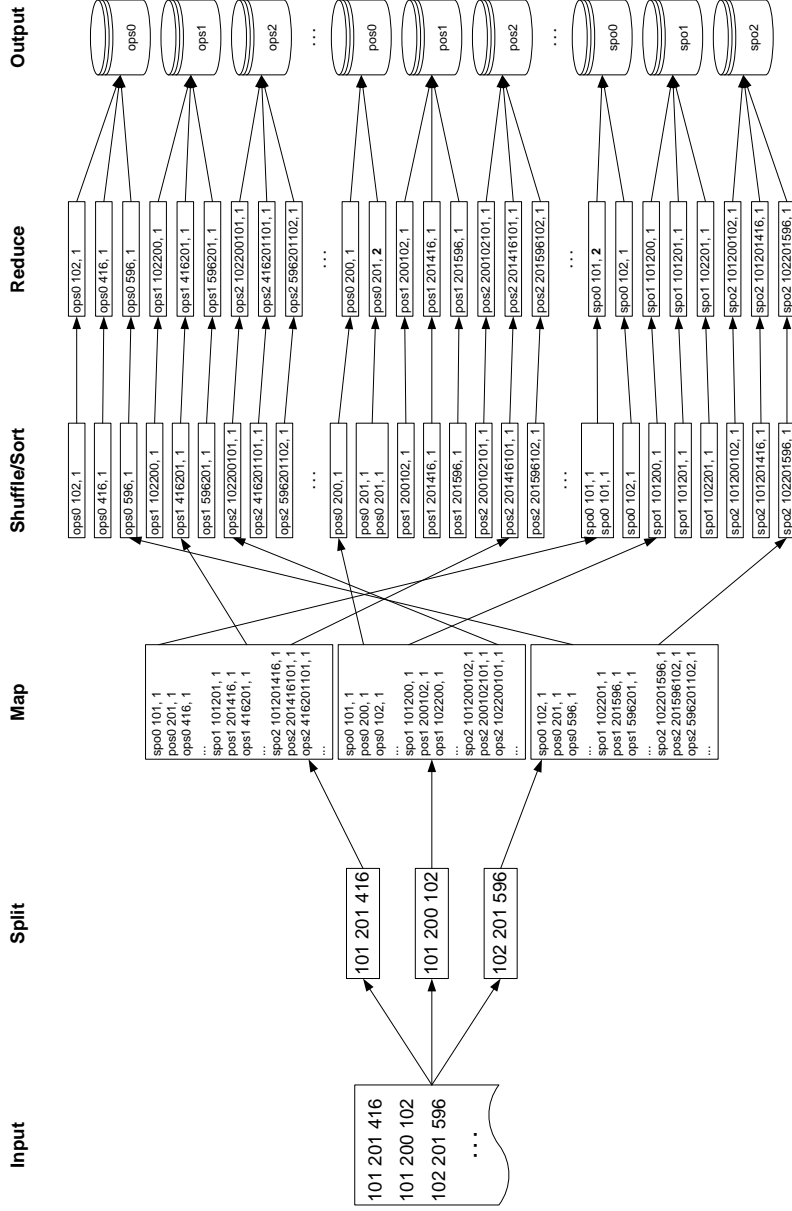 Input
Split
Map
Shuffle/Sort
Reduce
Output
101 201 416
101 200 102
102 201 596
...
101 201 416
101 200 102
102 201 596
spo0 101, 1
pos0 201, 1
ops0 416, 1
...
spo1 101201, 1
pos1 201416, 1
ops1 416201, 1
...
spo2 101201416, 1
pos2 201416101, 1
ops2 416201101, 1
...
spo0 101, 1
pos0 200, 1
ops0 102, 1
...
spo1 101200, 1
pos1 200102, 1
ops1 102200, 1
...
spo2 101200102, 1
pos2 200102101, 1
ops2 102200101, 1
...
spo0 102, 1
pos0 201, 1
ops0 596, 1
...
spo1 102201, 1
pos1 201596, 1
ops1 596201, 1
...
spo2 102201596, 1
pos2 201596102, 1
ops2 596201102, 1
...
ops0 102, 1
ops0 416, 1
ops0 596, 1
ops1 102200, 1
ops1 416201, 1
ops1 596201, 1
ops2 102200101, 1
ops2 416201101, 1
ops2 596201102, 1
...
pos0 200, 1
pos0 201, 1
pos0 201, 1
pos1 200102, 1
pos1 201416, 1
pos1 201596, 1
pos2 200102101, 1
pos2 201416101, 1
pos2 201596102, 1
...
spo0 101, 1
spo0 101, 1
spo0 102, 1
spo1 101200, 1
spo1 101201, 1
spo1 102201, 1
spo2 101200102, 1
spo2 101201416, 1
spo2 102201596, 1
ops0 102, 1
ops0 416, 1
ops0 596, 1
ops1 102200, 1
ops1 416201, 1
ops1 596201, 1
ops2 102200101, 1
ops2 416201101, 1
ops2 596201102, 1
...
pos0 200, 1
pos0 201, 2
pos1 200102, 1
pos1 201416, 1
pos1 201596, 1
pos2 200102101, 1
pos2 201416101, 1
pos2 201596102, 1
...
spo0 101, 2
spo0 102, 1
spo1 101200, 1
spo1 101201, 1
spo1 102201, 1
spo2 101200102, 1
spo2 101201416, 1
spo2 102201596, 1
ops0
ops1
ops2
...
pos0
pos1
pos2
...
spo0
spo1
spo2